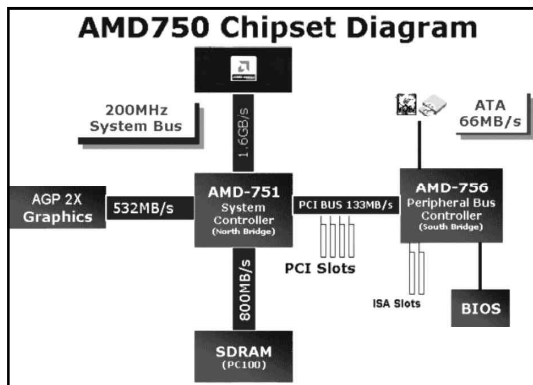 AMD750 Chipset Diagram
200MHz
System Bus
1.6GB/s
ATA
66MB/s
AGP 2X
Graphics
532MB/s
AMD-751
System
Controller
(North Bridge)
PCI BUS 133MB/s
AMD-756
Peripheral Bus
Controller
(South Bridge)
PCI Slots
800MB/s
ISA Slots
BIOS
SDRAM
(PC100)